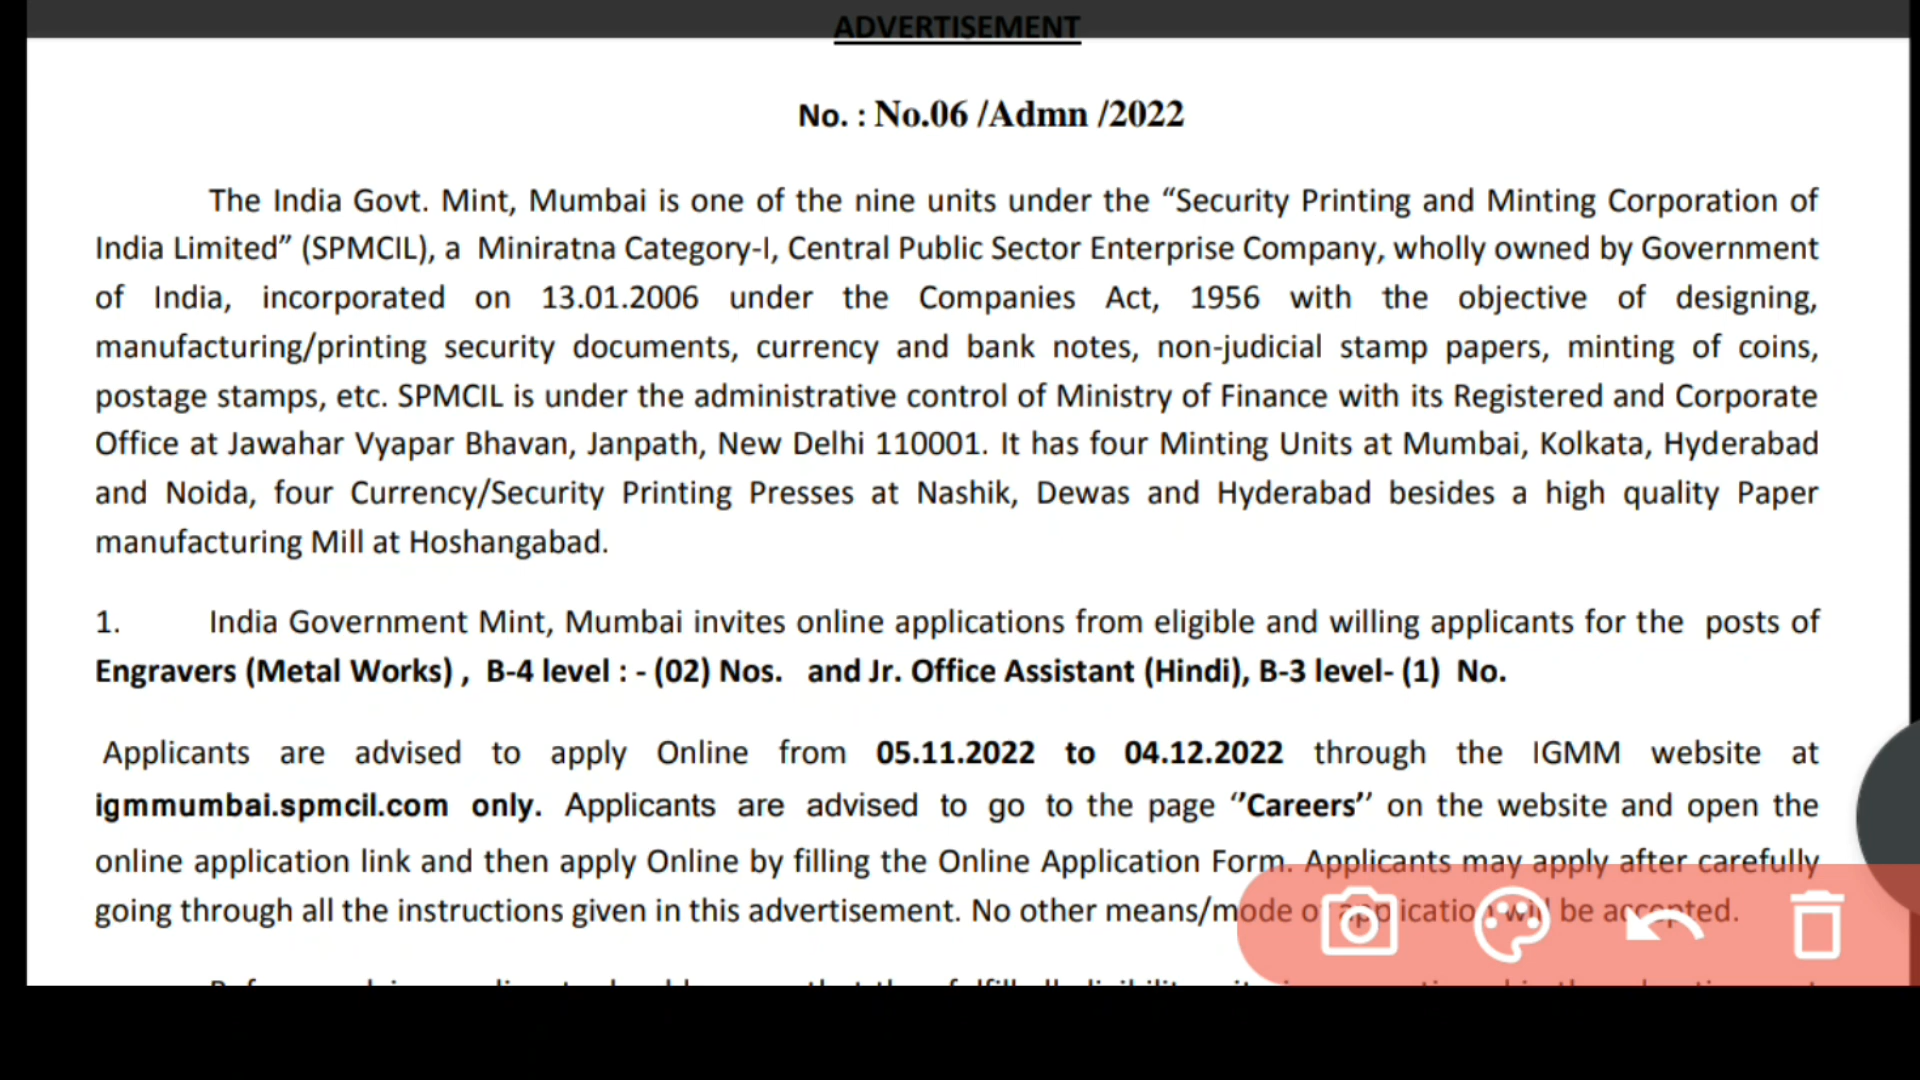 ADVERTISEMENT
No. : No.06 /Admn /2022
The India Govt. Mint, Mumbai is one of the nine units under the “Security Printing and Minting Corporation of
India Limited” (SPMCIL), a Miniratna Category-I, Central Public Sector Enterprise Company, wholly owned by Government
of India, incorporated on 13.01.2006 under the Companies Act, 1956 with the objective of designing,
manufacturing/printing security documents, currency and bank notes, non-judicial stamp papers, minting of coins,
postage stamps, etc. SPMCIL is under the administrative control of Ministry of Finance with its Registered and Corporate
Office at Jawahar Vyapar Bhavan, Janpath, New Delhi 110001. It has four Minting Units at Mumbai, Kolkata, Hyderabad
and Noida, four Currency/Security Printing Presses at Nashik, Dewas and Hyderabad besides a high quality Paper
manufacturing Mill at Hoshangabad.
1. India Government Mint, Mumbai invites online applications from eligible and willing applicants for the posts of
Engravers (Metal Works) , B-4 level : - (02) Nos. and Jr. Office Assistant (Hindi), B-3 level- (1) No.
Applicants are advised to apply Online from 05.11.2022 to 04.12.2022 through the IGMM website at
igmmumbai.spmcil.com only. Applicants are advised to go to the page ‘’Careers’’ on the website and open the
online application link and then apply Online by filling the Online Application Form. Applicants may apply after carefully
going through all the instructions given in this advertisement. No other means/mode of application will be accepted.